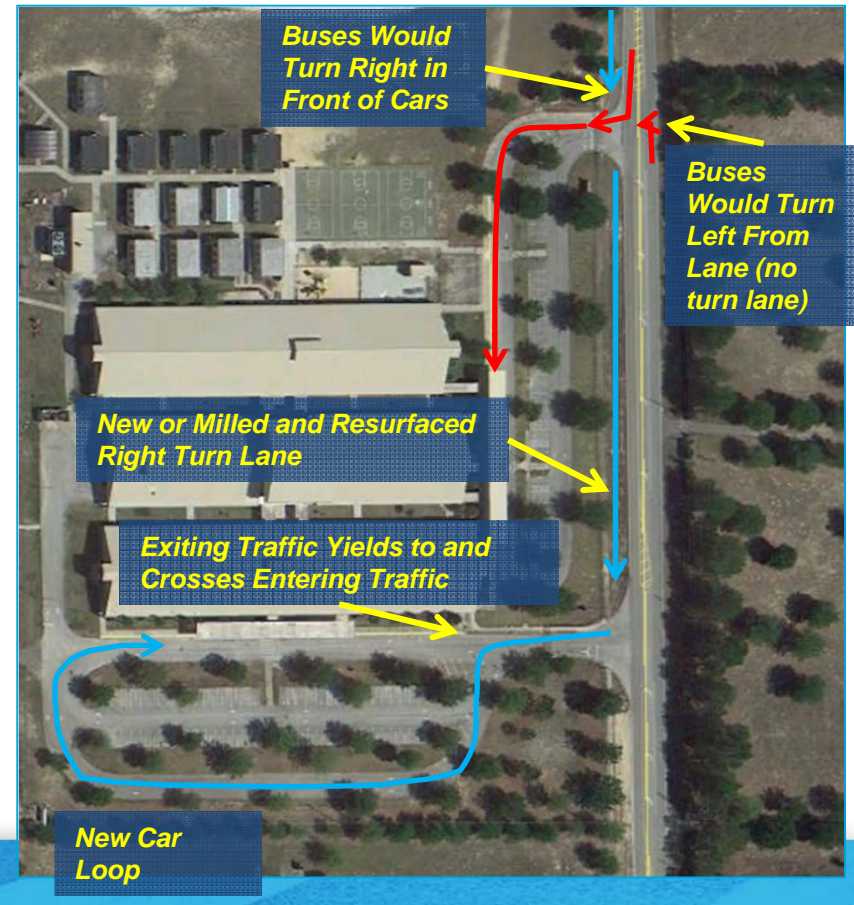 Buses Would
Turn Right in
Front of Cars
Buses
Would Turn
Left From
Lane (no
turn lane)
New or Milled and Resurfaced
Right Turn Lane
Exiting Traffic Yields to and
Crosses Entering Traffic
New Car
Loop